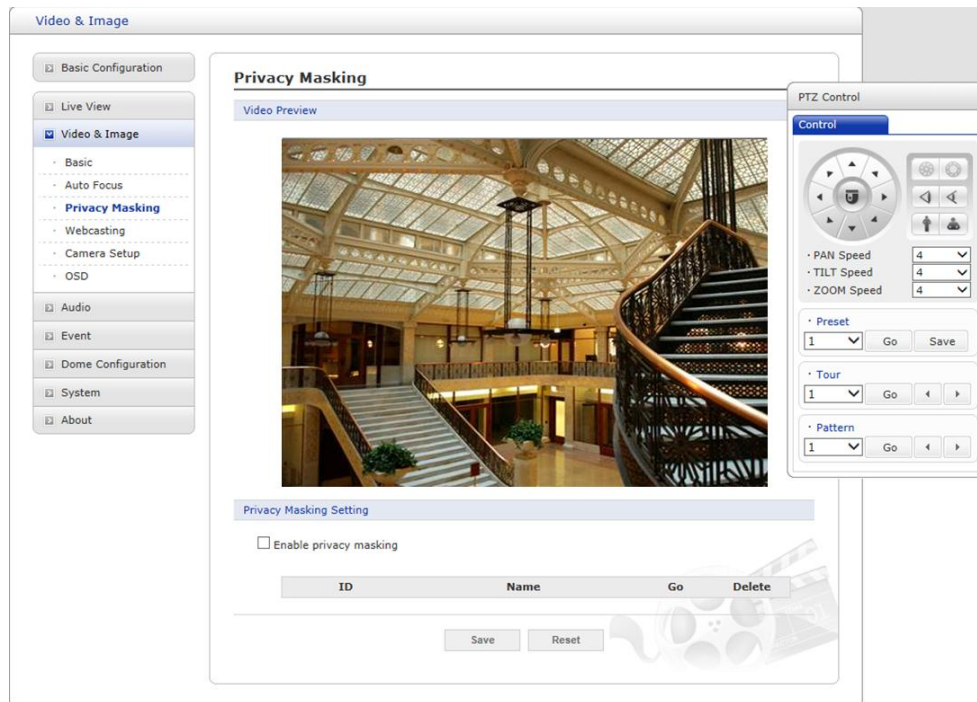 Video & Image
Basic Configuration
Live View
Video & Image
Basic
Auto Focus
Privacy Masking
Webcasting
Camera Setup
OSD
Audio
Event
Dome Configuration
System
About
Privacy Masking
Video Preview
Privacy Masking Setting
Enable privacy masking
ID Name Go Delete
Save Reset
PTZ Control
Control
· PAN Speed 4
· TILT Speed 4
· ZOOM Speed 4
· Preset
1 Go Save
· Tour
1 Go
· Pattern
1 Go